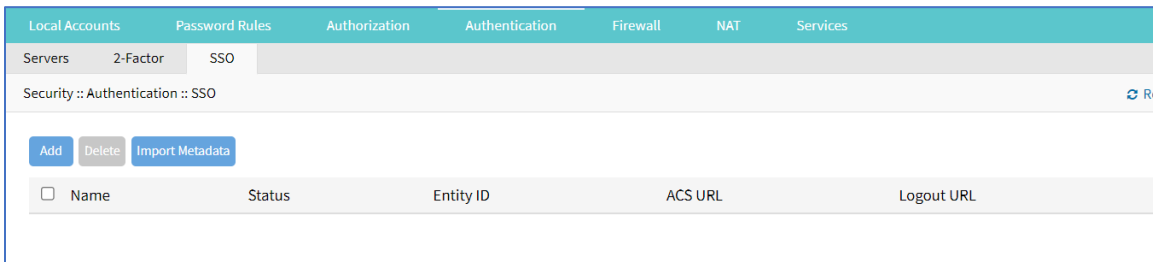 Local Accounts Password Rules Authorization Authentication Firewall NAT Services
Servers 2-Factor SSO
Security :: Authentication :: SSO
Add Delete Import Metadata
Name Status Entity ID ACS URL Logout URL